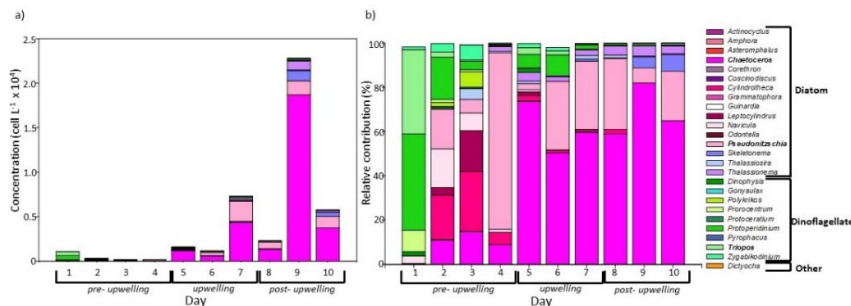 a)
b)
2.5
2.0
1.5
1.0
0.5
0.0
Concentration (cell L⁻¹ x 10⁴)
1 2 3 4 5 6 7 8 9 10
pre- upwelling upwelling post- upwelling
Day
100
80
60
40
20
0
Relative contribution (%)
1 2 3 4 5 6 7 8 9 10
pre- upwelling upwelling post- upwelling
Day
Actinocyclus
Amphora
Asteromphalus
Chaetoceros
Corethron
Coscinodiscus
Cylindrotheca
Grammatophora
Guinardia
Leptocylindrus
Navicula
Odontella
Pseudonitzschia
Skeletonema
Thalassiosira
Thalassionema
Dinophysis
Gonyaulax
Polykrikos
Prorocentrum
Protoceratium
Protoperidinium
Pyrophacus
Triopos
Zygabikodinium
Dictyocha
Diatom
Dinoflagellate
Other